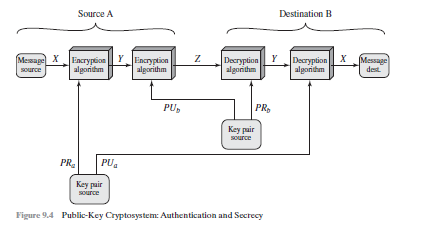 Source A
Destination B
Message
source
X
Encryption
algorithm
Y
Encryption
algorithm
Z
Decryption
algorithm
Y
Decryption
algorithm
X
Message
dest.
PUb
PRb
Key pair
source
PRa
PUa
Key pair
source
Figure 9.4 Public-Key Cryptosystem: Authentication and Secrecy